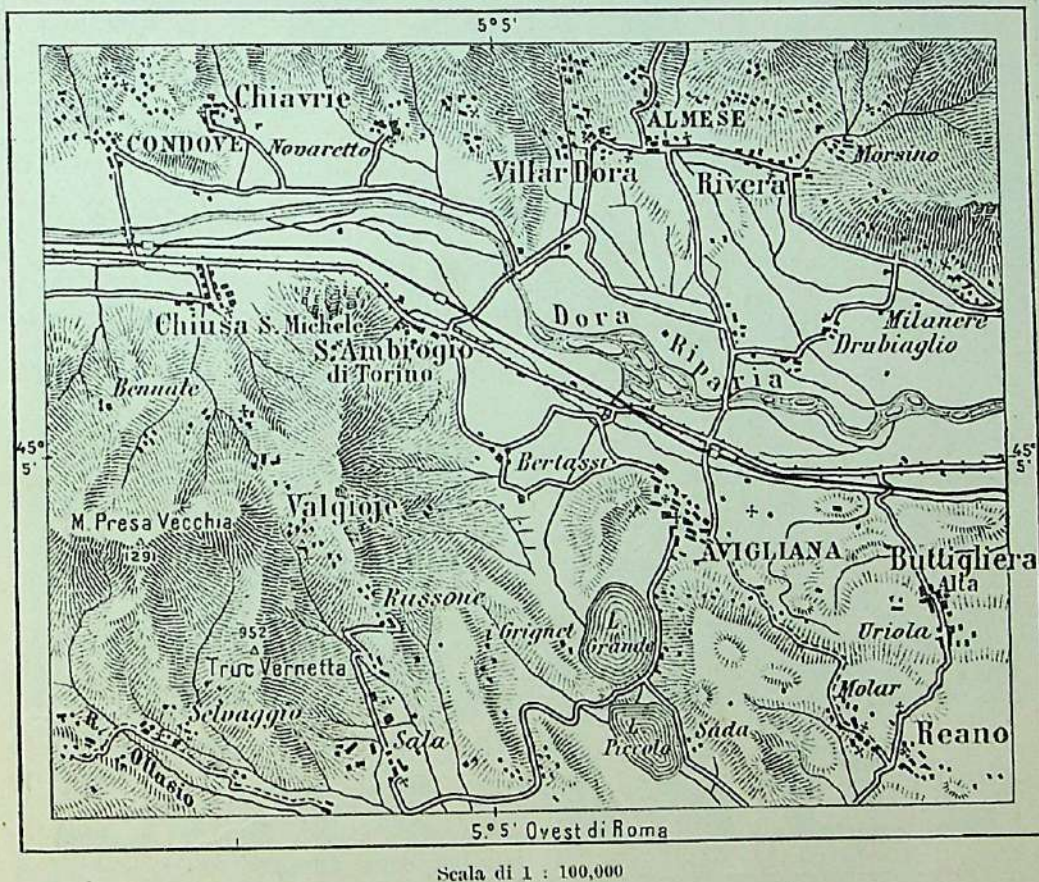 5° 5'
Chiavrie
ALMESE
CONDOVE
Novaretto
Morsino
Villar Dora
Rivera
Chiusa S. Michele
Dora Riparia
Milanere
S. Ambrogio
di Torino
Drubiaglio
Bennale
45°
5'
45°
5'
Bertassi
Valgioje
M. Presa Vecchia
1291
AVIGLIANA
Buttigliera
Alta
Russone
Uriola
Grignet
L. Grande
952
Truc Vernetta
Molar
Selvaggio
L. Piccolo
Sada
Reano
Sala
R. Ollasio
5.° 5' Ovest di Roma
Scala di 1 : 100,000